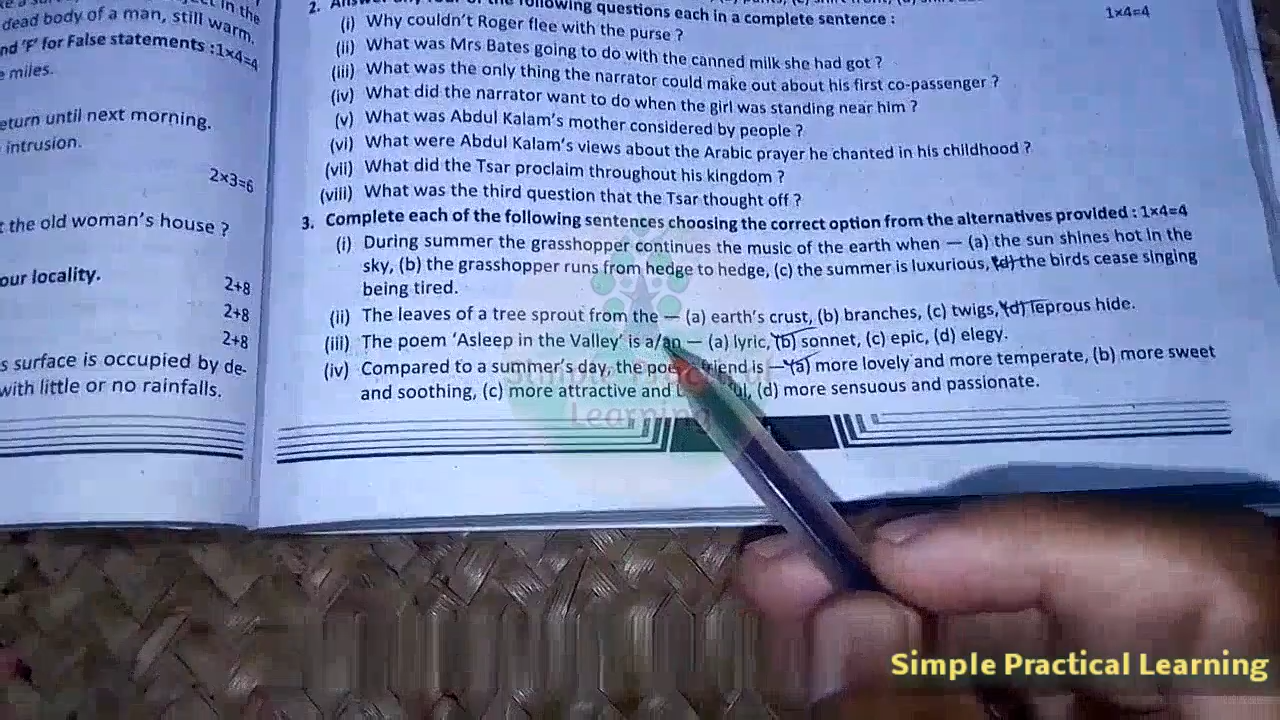 ject in the
dead body of a man, still warm.
nd 'F' for False statements :1×4=4
miles.
eturn until next morning.
intrusion.
2×3=6
t the old woman's house ?
our locality.
2+8
2+8
2+8
s surface is occupied by de-
with little or no rainfalls.
2. Answer any four of the following questions each in a complete sentence : 1×4=4
(i) Why couldn't Roger flee with the purse ?
(ii) What was Mrs Bates going to do with the canned milk she had got ?
(iii) What was the only thing the narrator could make out about his first co-passenger ?
(iv) What did the narrator want to do when the girl was standing near him ?
(v) What was Abdul Kalam's mother considered by people ?
(vi) What were Abdul Kalam's views about the Arabic prayer he chanted in his childhood ?
(vii) What did the Tsar proclaim throughout his kingdom ?
(viii) What was the third question that the Tsar thought off ?
3. Complete each of the following sentences choosing the correct option from the alternatives provided : 1×4=4
(i) During summer the grasshopper continues the music of the earth when — (a) the sun shines hot in the
sky, (b) the grasshopper runs from hedge to hedge, (c) the summer is luxurious, (d) the birds cease singing
being tired.
(ii) The leaves of a tree sprout from the — (a) earth's crust, (b) branches, (c) twigs, (d) leprous hide.
(iii) The poem 'Asleep in the Valley' is a/an — (a) lyric, (b) sonnet, (c) epic, (d) elegy.
(iv) Compared to a summer's day, the friend is — (a) more lovely and more temperate, (b) more sweet
and soothing, (c) more attractive and (d) more sensuous and passionate.
Learning
Simple Practical Learning